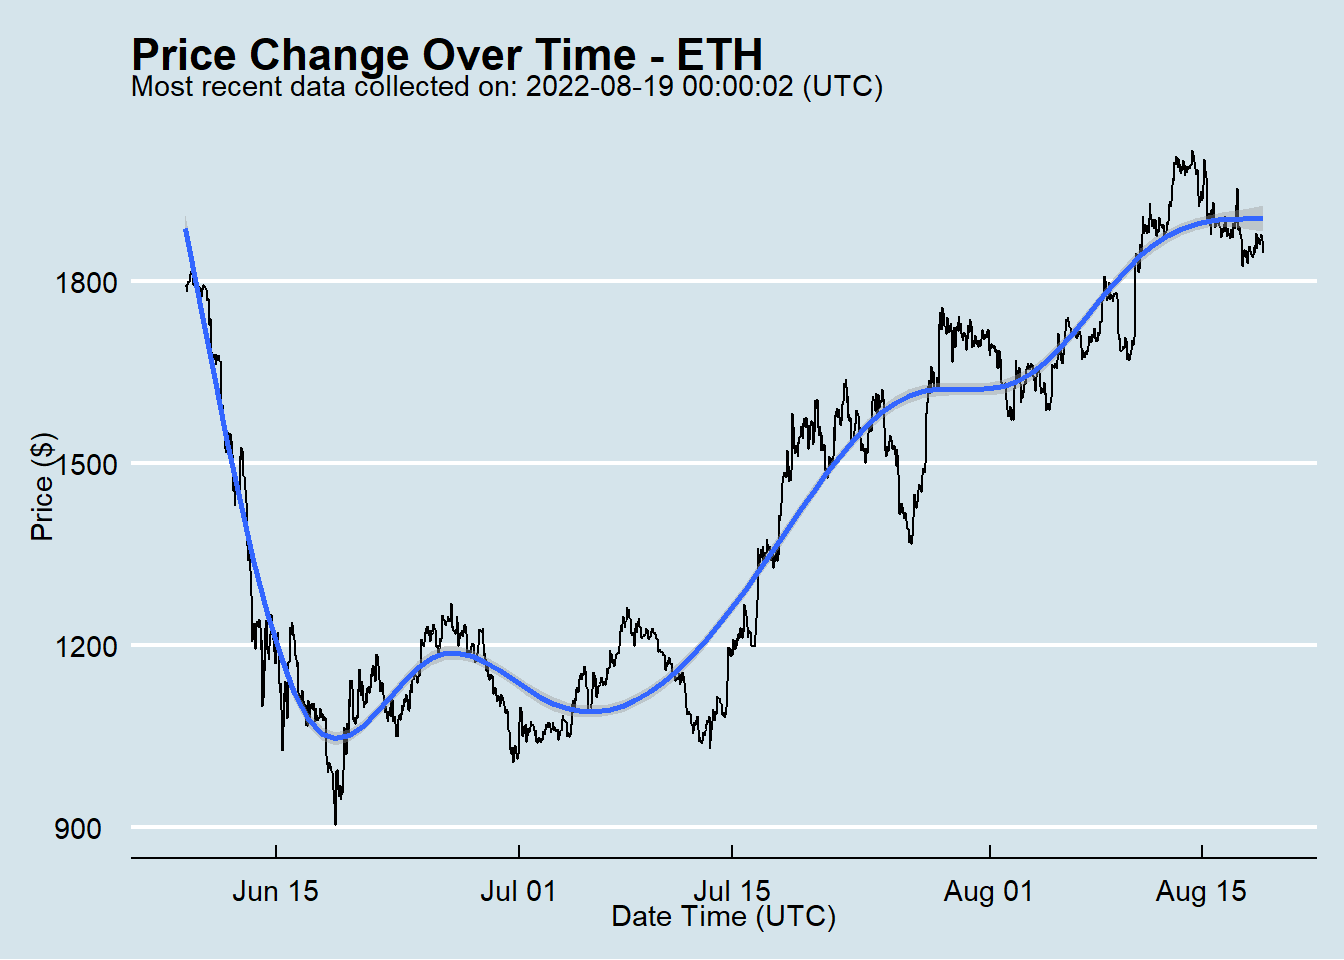 Price Change Over Time - ETH
Most recent data collected on: 2022-08-19 00:00:02 (UTC)
Price ($)
1800
1500
1200
900
Jun 15
Jul 01
Jul 15
Aug 01
Aug 15
Date Time (UTC)